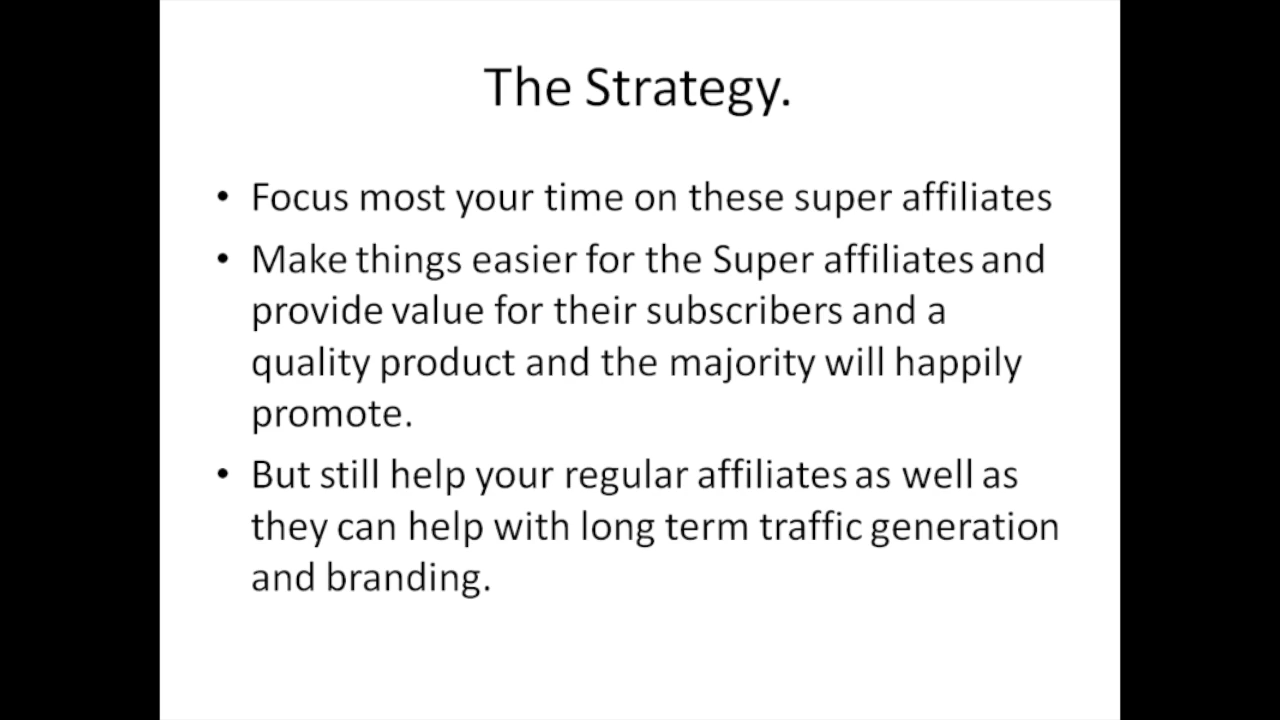 The Strategy.
• Focus most your time on these super affiliates
• Make things easier for the Super affiliates and
provide value for their subscribers and a
quality product and the majority will happily
promote.
• But still help your regular affiliates as well as
they can help with long term traffic generation
and branding.